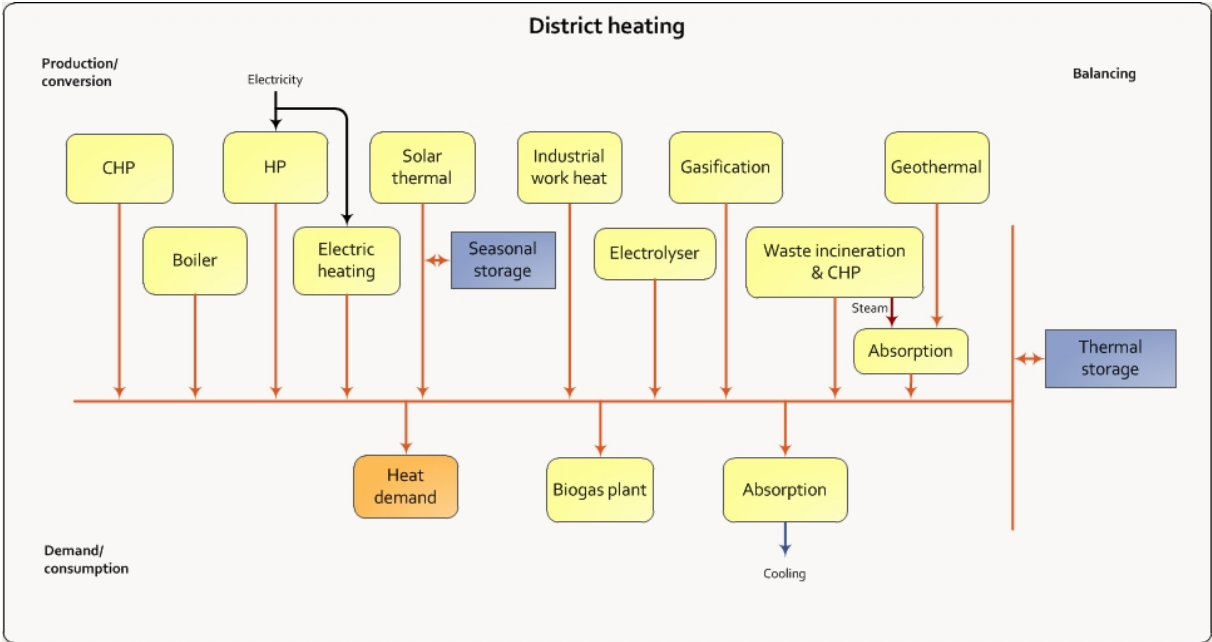 District heating
Production/
conversion
Electricity
Balancing
CHP
HP
Solar
thermal
Industrial
work heat
Gasification
Geothermal
Boiler
Electric
heating
Seasonal
storage
Electrolyser
Waste incineration
& CHP
Steam
Absorption
Thermal
storage
Heat
demand
Biogas plant
Absorption
Demand/
consumption
Cooling